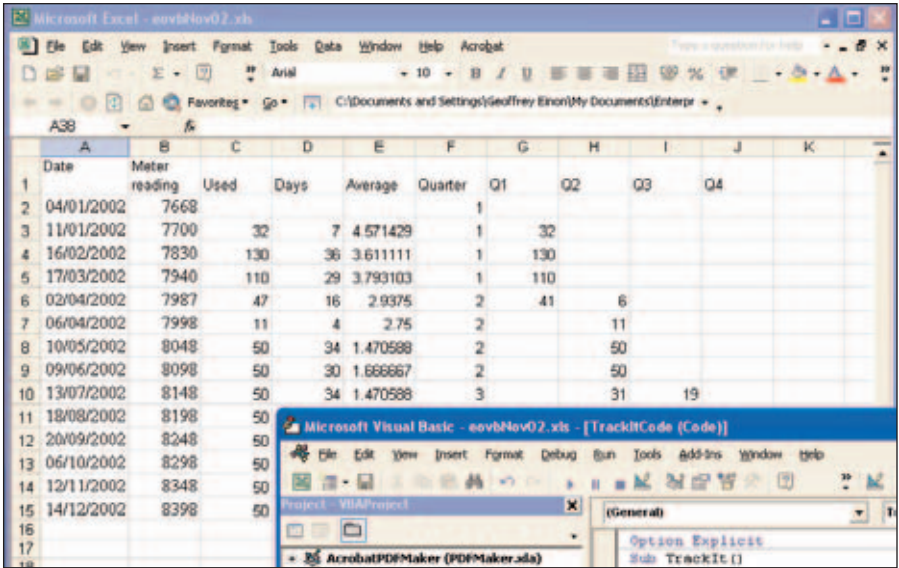 Microsoft Excel - eovbNov02.xls
File Edit View Insert Format Tools Data Window Help Acrobat Type a question for help
Arial 10 B I U
Favorites Go C:\Documents and Settings\Geoffrey Einon\My Documents\Enterpr
A38 fx
A B C D E F G H I J K
1 Date Meter reading Used Days Average Quarter Q1 Q2 Q3 Q4
2 04/01/2002 7668 1
3 11/01/2002 7700 32 7 4.571429 1 32
4 16/02/2002 7830 130 36 3.611111 1 130
5 17/03/2002 7940 110 29 3.793103 1 110
6 02/04/2002 7987 47 16 2.9375 2 41 6
7 06/04/2002 7998 11 4 2.75 2 11
8 10/05/2002 8048 50 34 1.470588 2 50
9 09/06/2002 8098 50 30 1.666667 2 50
10 13/07/2002 8148 50 34 1.470588 3 31 19
11 18/08/2002 8198 50
12 20/09/2002 8248 50
13 06/10/2002 8298 50
14 12/11/2002 8348 50
15 14/12/2002 8398 50
16
17
18
Microsoft Visual Basic - eovbNov02.xls - [TrackItCode (Code)]
File Edit View Insert Format Debug Run Tools Add-Ins Window Help
Project - VBAProject
AcrobatPDFMaker (PDFMaker.xla)
(General)
Option Explicit
Sub TrackIt()